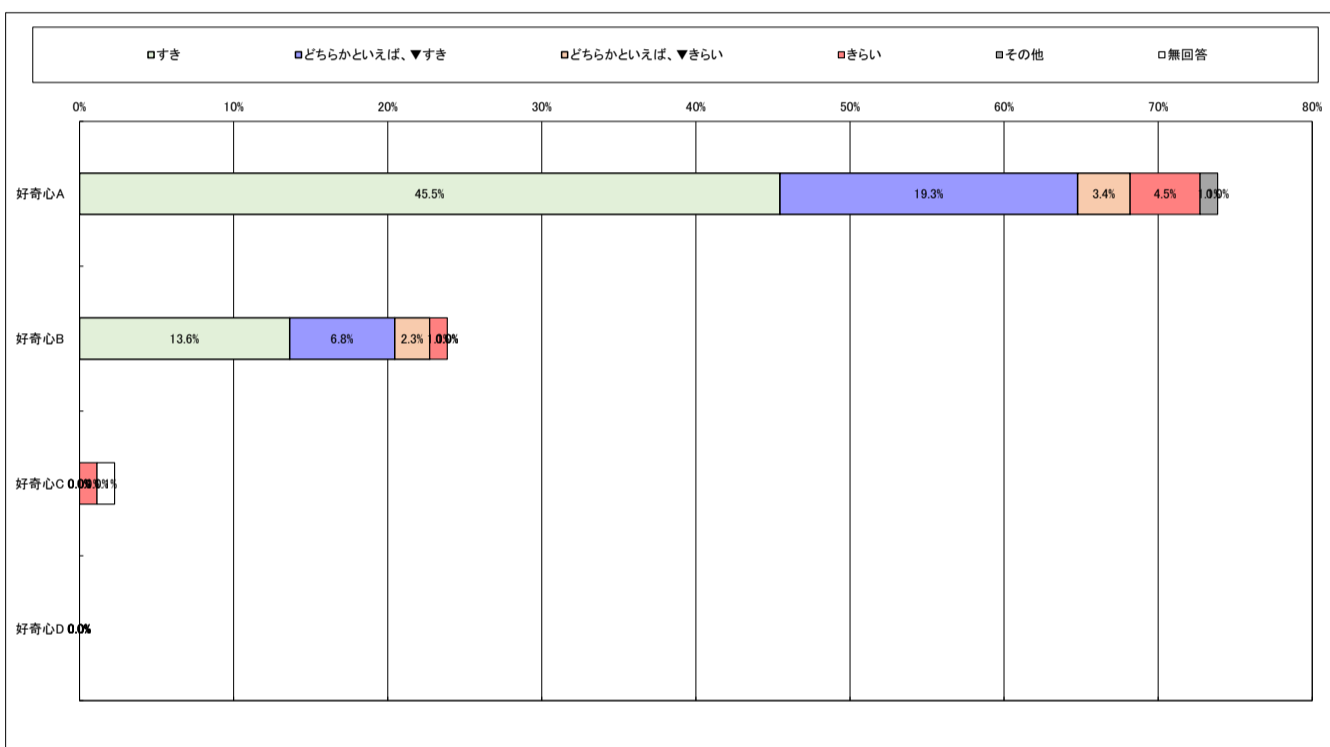 すき どちらかといえば、▼すき どちらかといえば、▼きらい きらい その他 無回答
0% 10% 20% 30% 40% 50% 60% 70% 80%
好奇心A 45.5% 19.3% 3.4% 4.5%
好奇心B 13.6% 6.8% 2.3%
好奇心C
好奇心D 0.0%